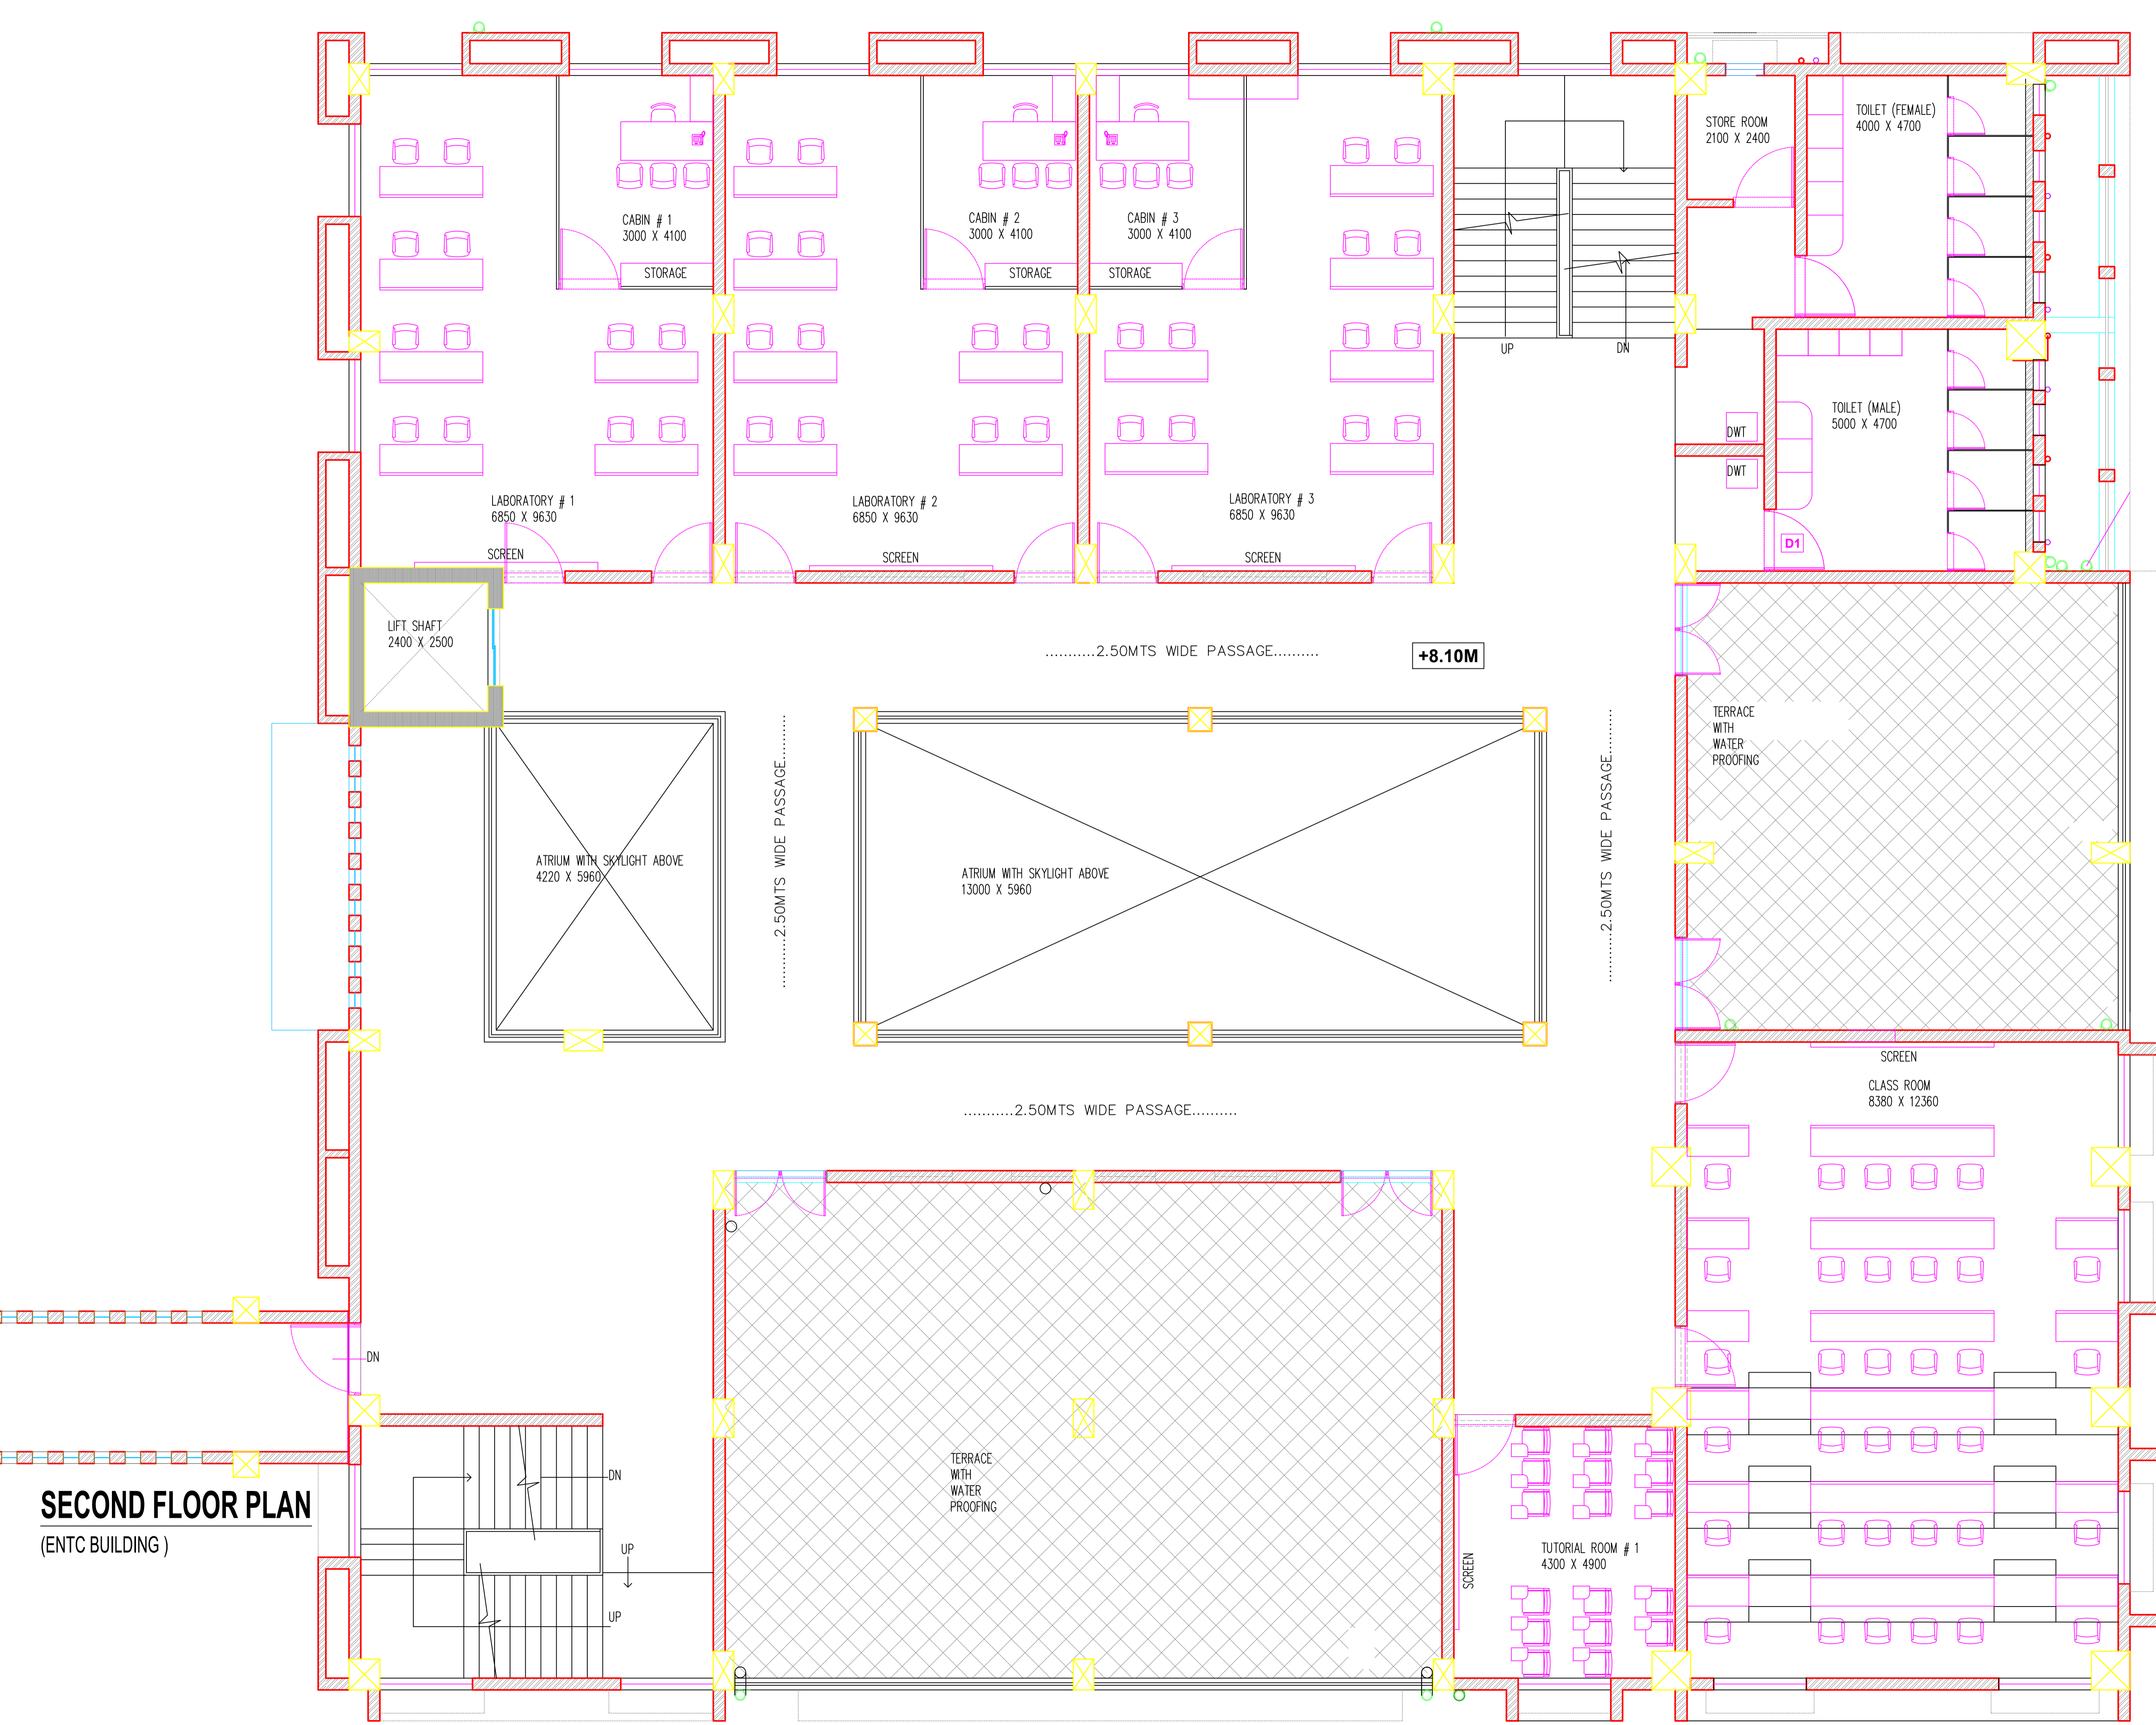 STORE ROOM
2100 X 2400
TOILET (FEMALE)
4000 X 4700
CABIN # 1
3000 X 4100
STORAGE
CABIN # 2
3000 X 4100
STORAGE
CABIN # 3
3000 X 4100
STORAGE
UP
DN
TOILET (MALE)
5000 X 4700
DWT
DWT
D1
LABORATORY # 1
6850 X 9630
SCREEN
LABORATORY # 2
6850 X 9630
SCREEN
LABORATORY # 3
6850 X 9630
SCREEN
LIFT SHAFT
2400 X 2500
...........2.50MTS WIDE PASSAGE..........
+8.10M
TERRACE
WITH
WATER
PROOFING
...........2.50MTS WIDE PASSAGE..........
...........2.50MTS WIDE PASSAGE..........
ATRIUM WITH SKYLIGHT ABOVE
4220 X 5960
ATRIUM WITH SKYLIGHT ABOVE
13000 X 5960
SCREEN
CLASS ROOM
8380 X 12360
...........2.50MTS WIDE PASSAGE..........
DN
TERRACE
WITH
WATER
PROOFING
DN
UP
UP
SCREEN
TUTORIAL ROOM # 1
4300 X 4900
SECOND FLOOR PLAN
(ENTC BUILDING )